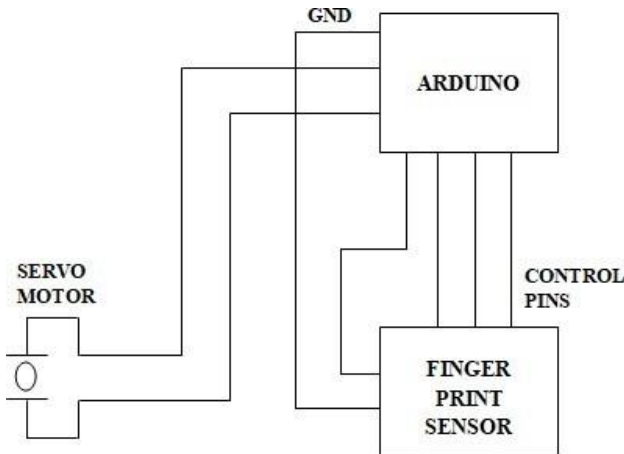 GND
ARDUINO
SERVO
MOTOR
CONTROL
PINS
FINGER
PRINT
SENSOR